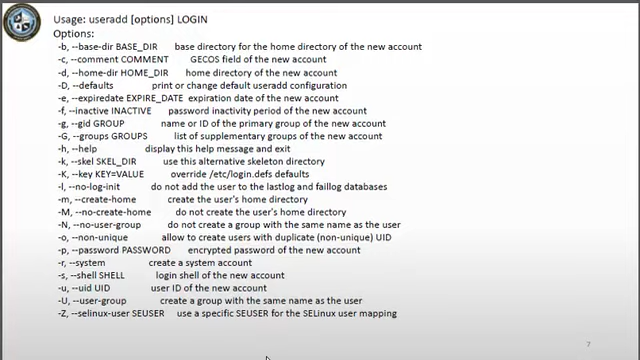 Usage: useradd [options] LOGIN
Options:
-b, --base-dir BASE_DIR base directory for the home directory of the new account
-c, --comment COMMENT GECOS field of the new account
-d, --home-dir HOME_DIR home directory of the new account
-D, --defaults print or change default useradd configuration
-e, --expiredate EXPIRE_DATE expiration date of the new account
-f, --inactive INACTIVE password inactivity period of the new account
-g, --gid GROUP name or ID of the primary group of the new account
-G, --groups GROUPS list of supplementary groups of the new account
-h, --help display this help message and exit
-k, --skel SKEL_DIR use this alternative skeleton directory
-K, --key KEY=VALUE override /etc/login.defs defaults
-l, --no-log-init do not add the user to the lastlog and faillog databases
-m, --create-home create the user's home directory
-M, --no-create-home do not create the user's home directory
-N, --no-user-group do not create a group with the same name as the user
-o, --non-unique allow to create users with duplicate (non-unique) UID
-p, --password PASSWORD encrypted password of the new account
-r, --system create a system account
-s, --shell SHELL login shell of the new account
-u, --uid UID user ID of the new account
-U, --user-group create a group with the same name as the user
-Z, --selinux-user SEUSER use a specific SEUSER for the SELinux user mapping
7